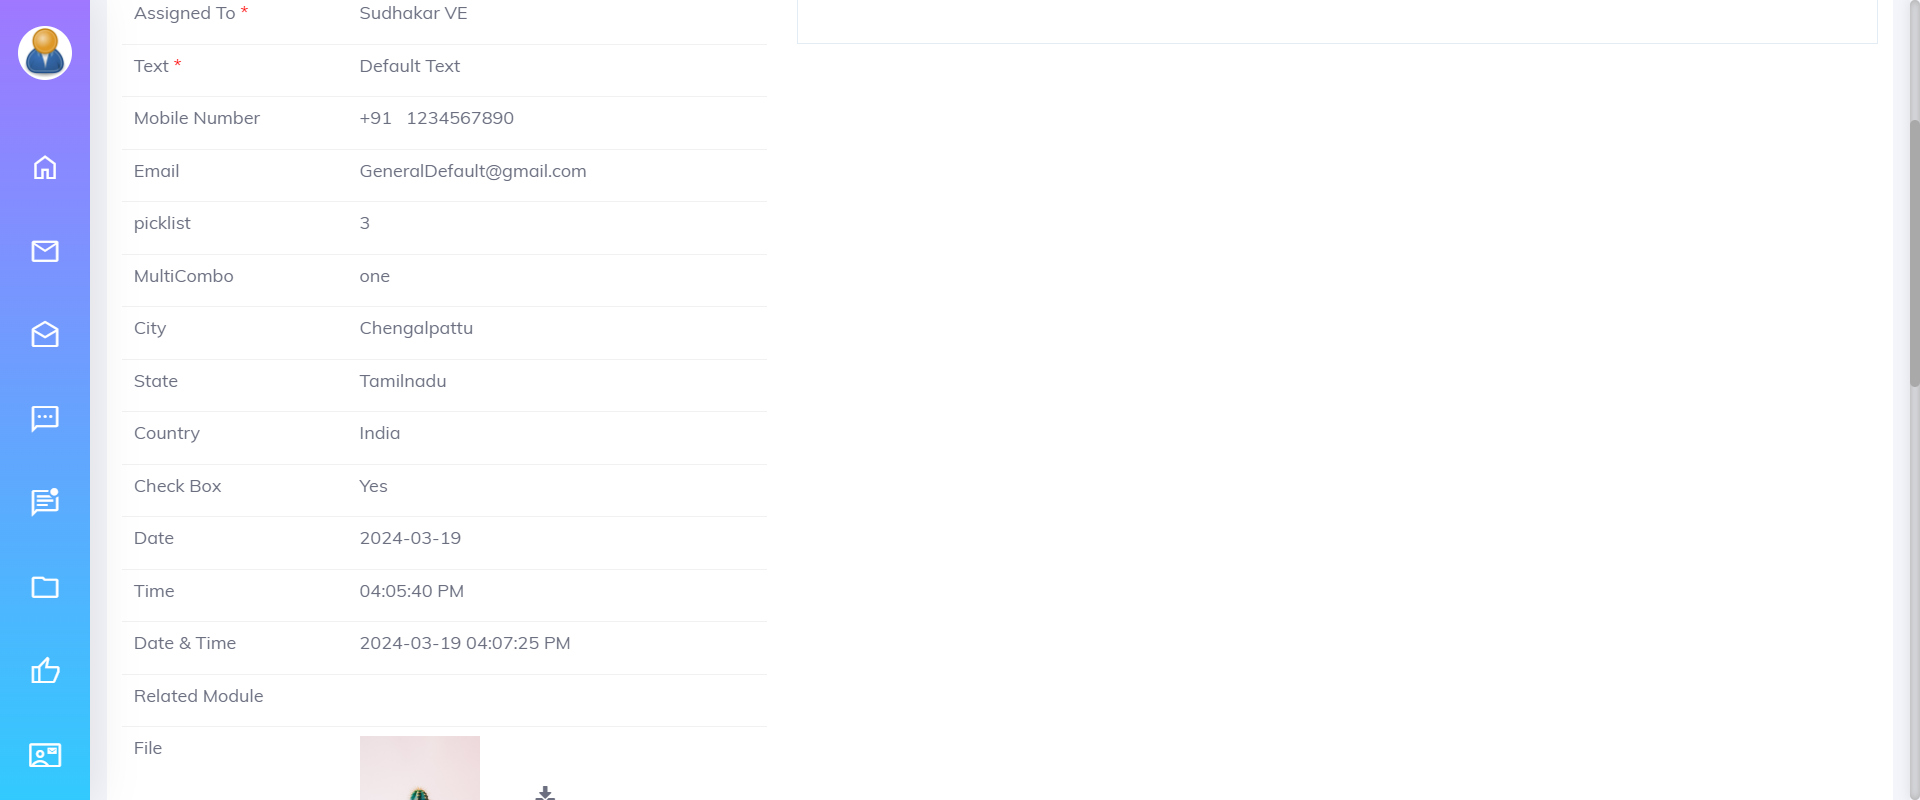 Assigned To * Sudhakar VE
Text * Default Text
Mobile Number +91 1234567890
Email GeneralDefault@gmail.com
picklist 3
MultiCombo one
City Chengalpattu
State Tamilnadu
Country India
Check Box Yes
Date 2024-03-19
Time 04:05:40 PM
Date & Time 2024-03-19 04:07:25 PM
Related Module
File